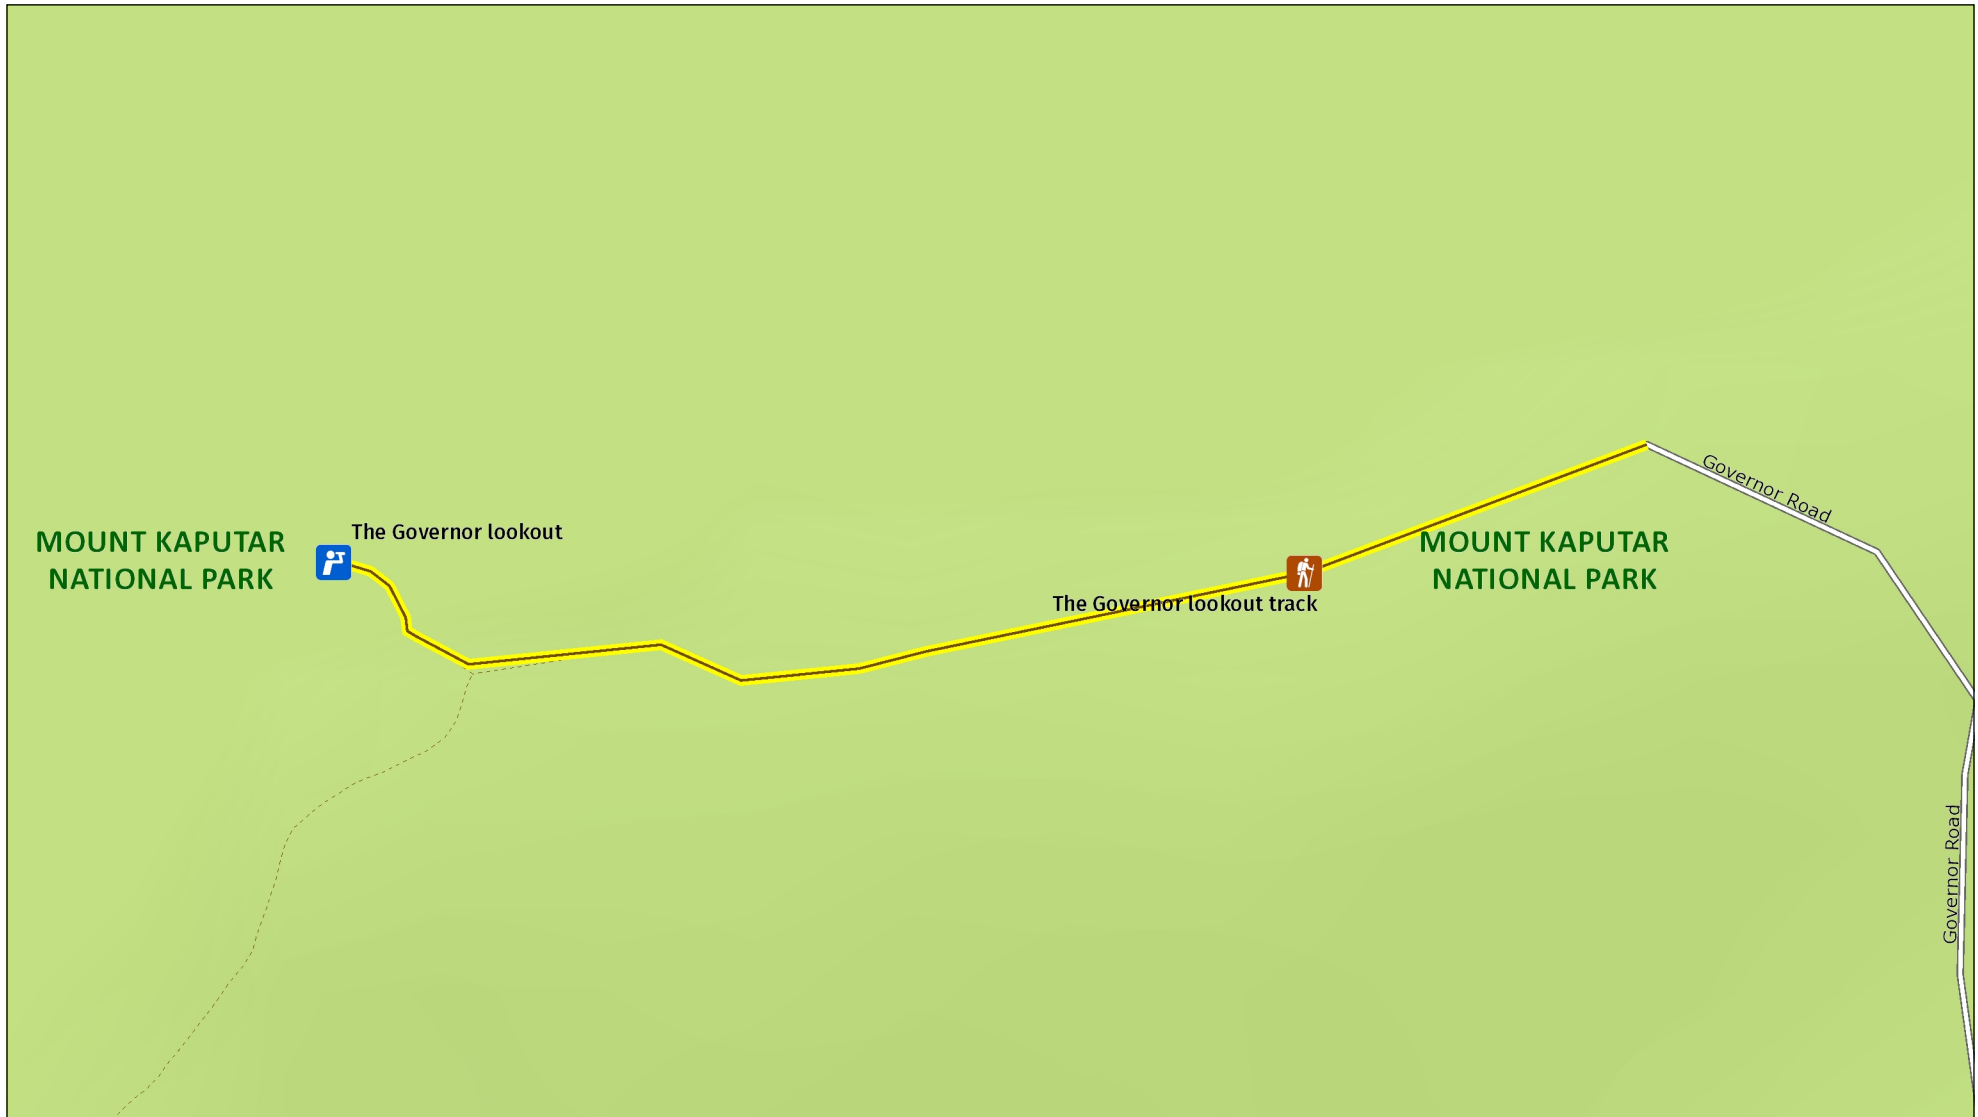 Governor Road
The Governor lookout
MOUNT KAPUTAR
NATIONAL PARK
MOUNT KAPUTAR
NATIONAL PARK
The Governor lookout track
Governor Road